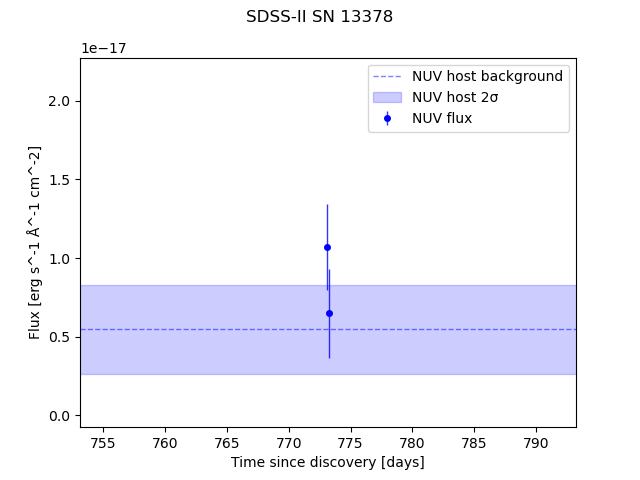 SDSS-II SN 13378
1e−17
NUV host background
NUV host 2σ
NUV flux
2.0
1.5
1.0
0.5
0.0
Flux [erg s^-1 Å^-1 cm^-2]
755 760 765 770 775 780 785 790
Time since discovery [days]